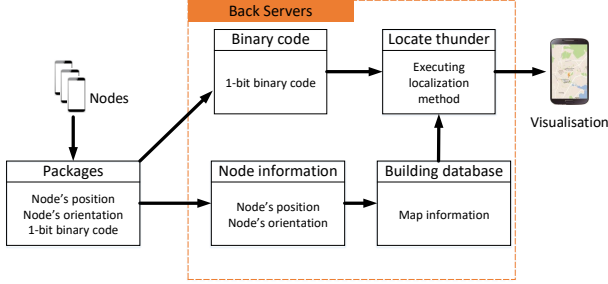 Back Servers
Binary code
1-bit binary code
Locate thunder
Executing
localization
method
Nodes
Visualisation
Packages
Node's position
Node's orientation
1-bit binary code
Node information
Node's position
Node's orientation
Building database
Map information